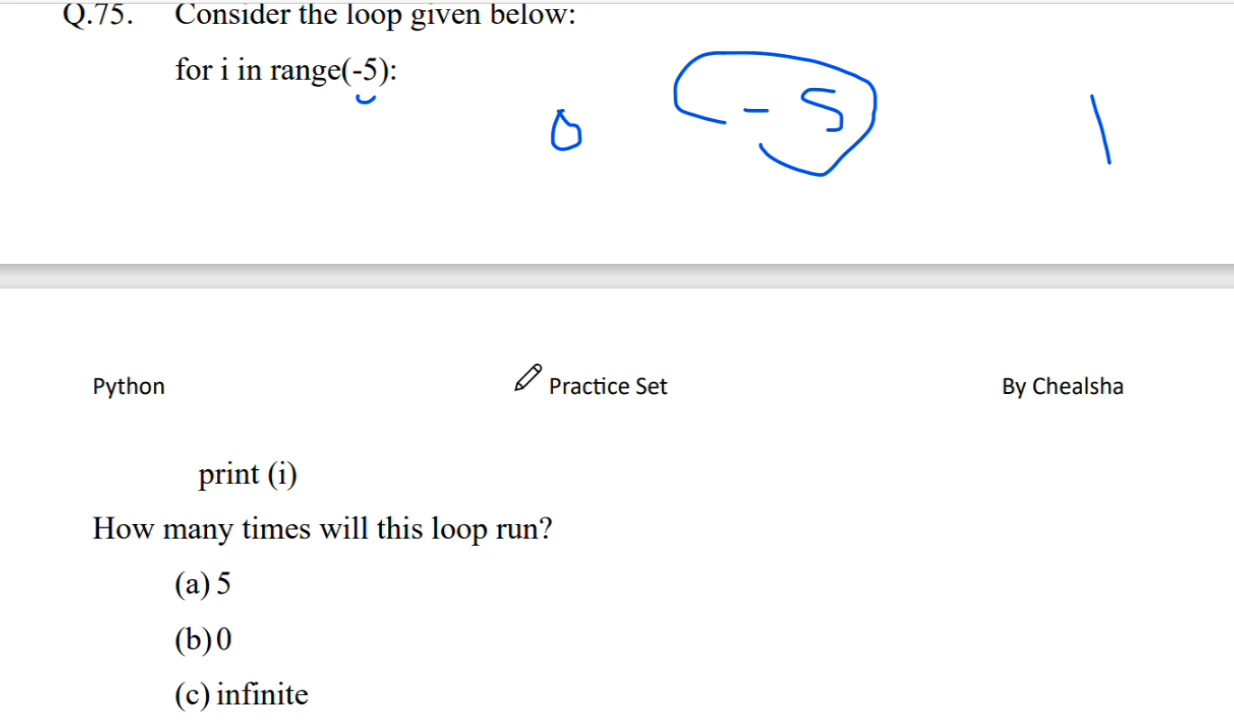 Q.75. Consider the loop given below:
for i in range(-5):
0 -5 1
Python Practice Set By Chealsha
print (i)
How many times will this loop run?
(a) 5
(b) 0
(c) infinite